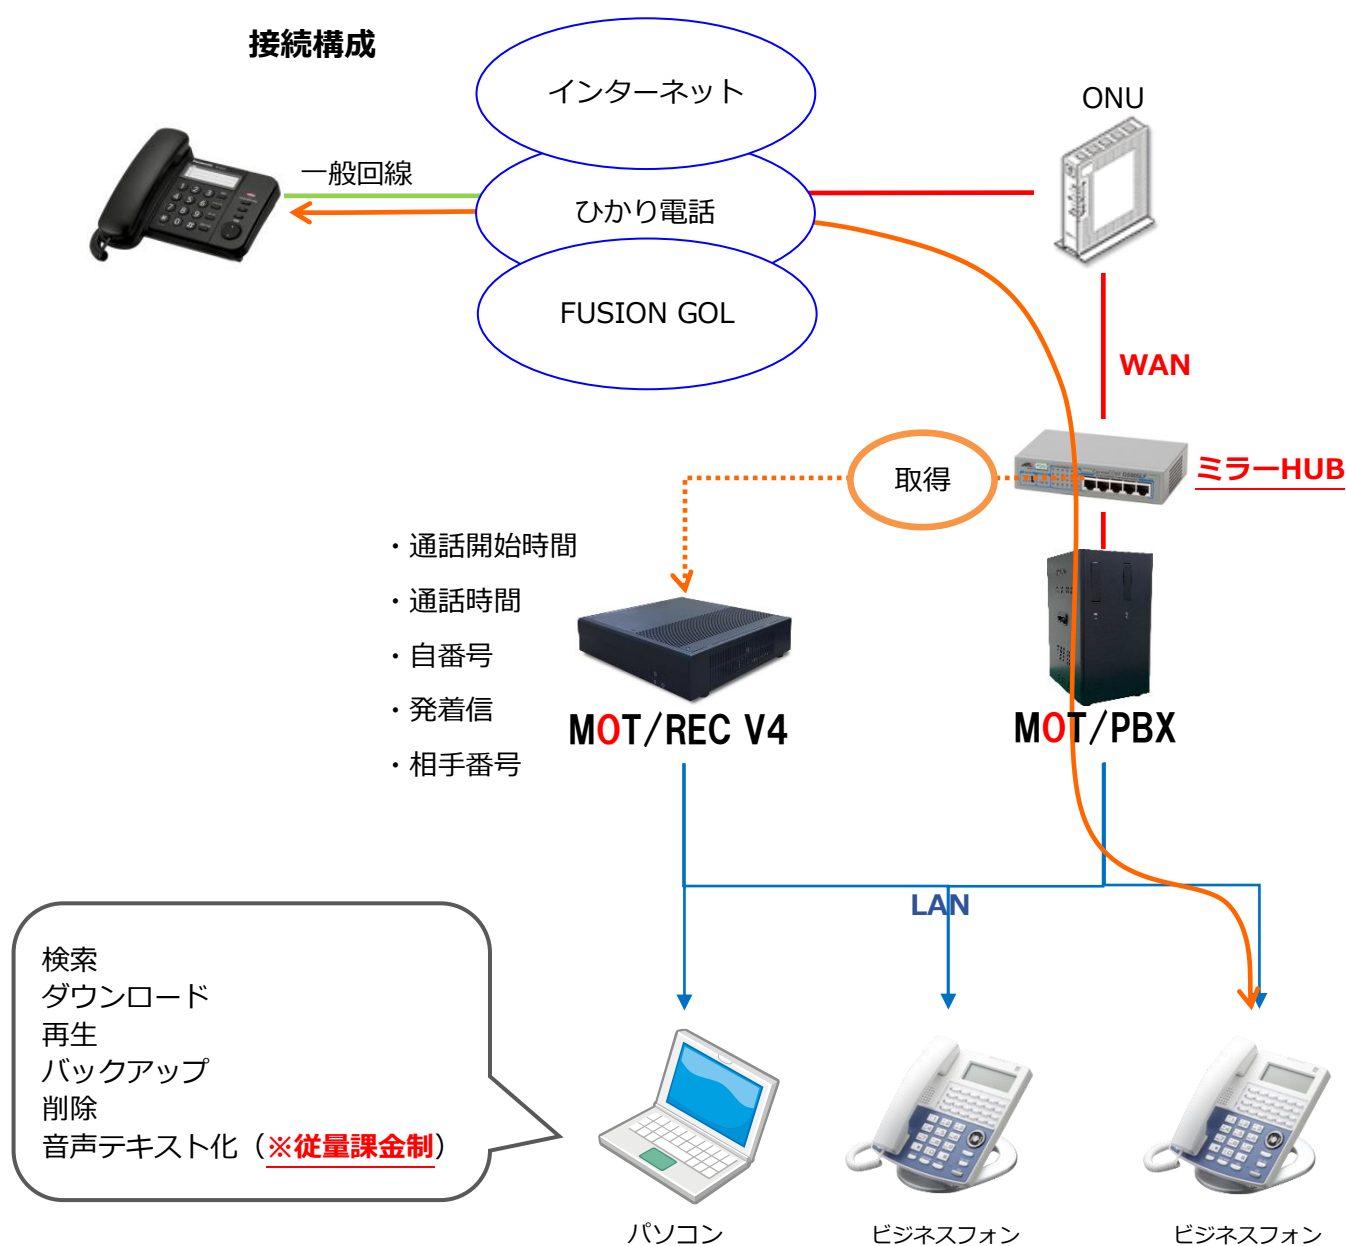 接続構成
インターネット
ONU
一般回線
ひかり電話
FUSION GOL
WAN
ミラーHUB
取得
・通話開始時間
・通話時間
・自番号
・発着信
・相手番号
MOT/REC V4
MOT/PBX
LAN
検索
ダウンロード
再生
バックアップ
削除
音声テキスト化（※従量課金制）
パソコン
ビジネスフォン
ビジネスフォン